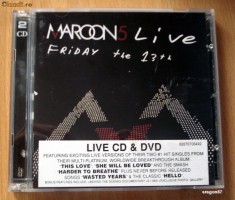 2 CD
MAROON5 Live
FRIDAY the 13th
LIVE CD & DVD
FEATURING EXCITING LIVE VERSIONS OF THEIR TWO #1 HIT SINGLES FROM
THEIR MULTI-PLATINUM, WORLDWIDE BREAKTHROUGH ALBUM
'THIS LOVE', 'SHE WILL BE LOVED' AND THE SMASH
'HARDER TO BREATHE' PLUS NEVER BEFORE RELEASED
SONGS 'WASTED YEARS' & THE CLASSIC 'HELLO'